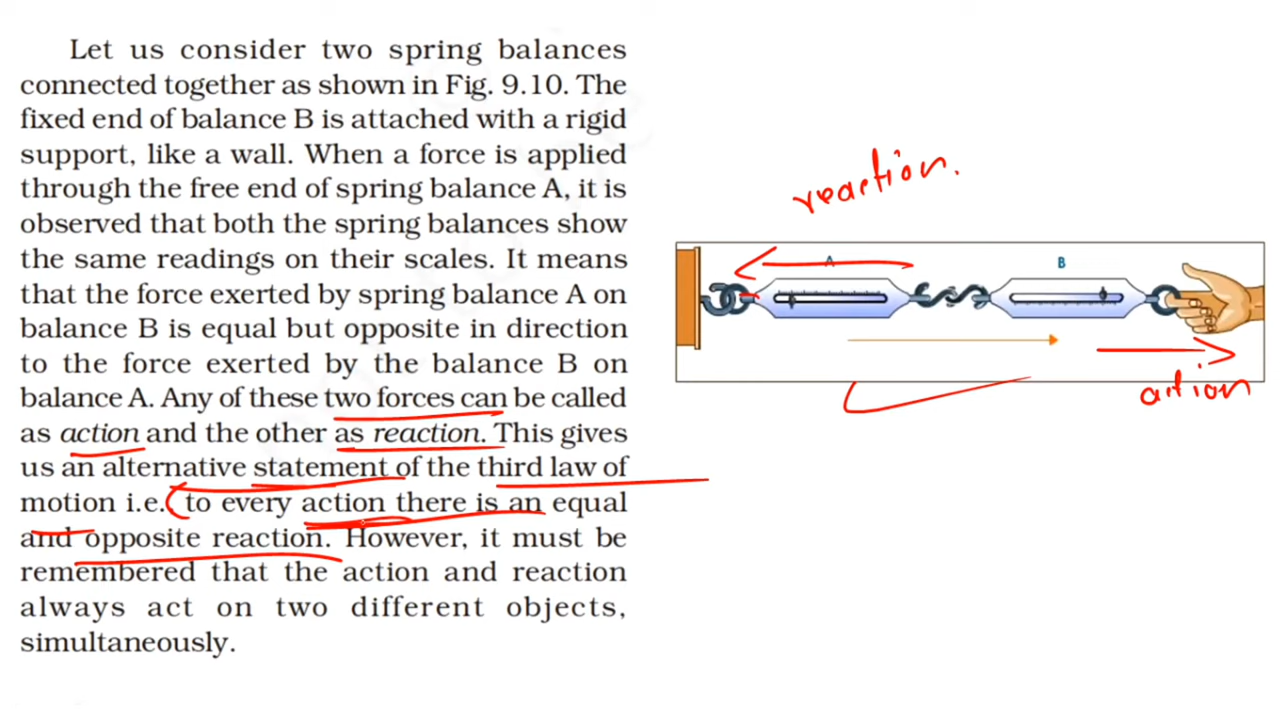 Let us consider two spring balances
connected together as shown in Fig. 9.10. The
fixed end of balance B is attached with a rigid
support, like a wall. When a force is applied
through the free end of spring balance A, it is
observed that both the spring balances show
the same readings on their scales. It means
that the force exerted by spring balance A on
balance B is equal but opposite in direction
to the force exerted by the balance B on
balance A. Any of these two forces can be called
as action and the other as reaction. This gives
us an alternative statement of the third law of
motion i.e. to every action there is an equal
and opposite reaction. However, it must be
remembered that the action and reaction
always act on two different objects,
simultaneously.
reaction.
A
B
action